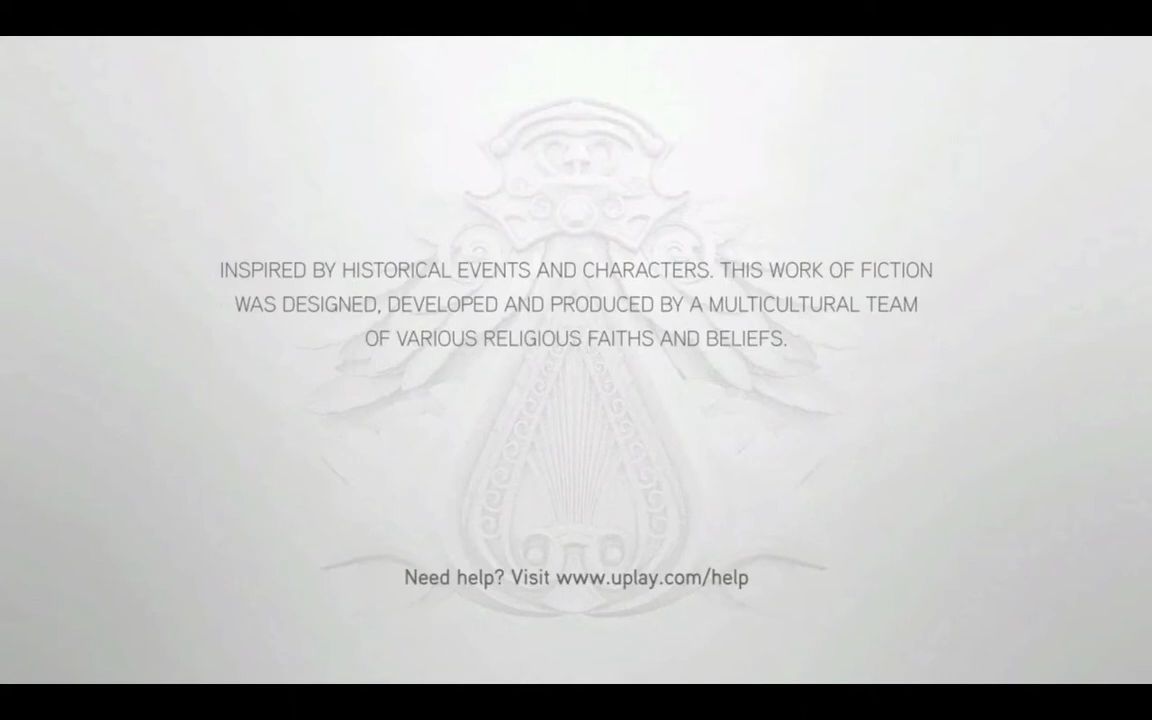 INSPIRED BY HISTORICAL EVENTS AND CHARACTERS. THIS WORK OF FICTION
WAS DESIGNED, DEVELOPED AND PRODUCED BY A MULTICULTURAL TEAM
OF VARIOUS RELIGIOUS FAITHS AND BELIEFS.
Need help? Visit www.uplay.com/help